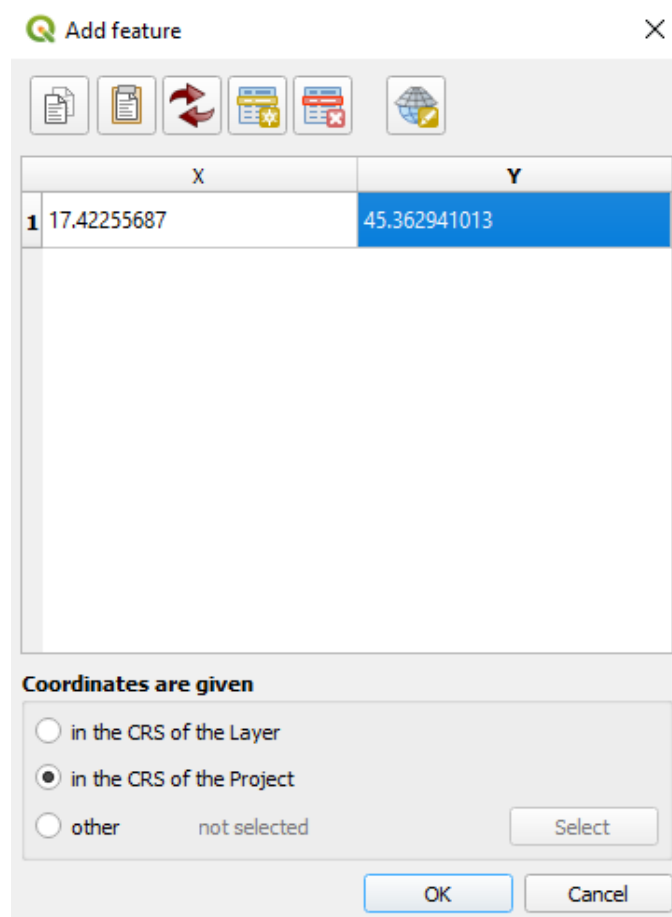 Add feature
X Y
1 17.42255687 45.362941013
Coordinates are given
in the CRS of the Layer
in the CRS of the Project
other not selected Select
OK Cancel